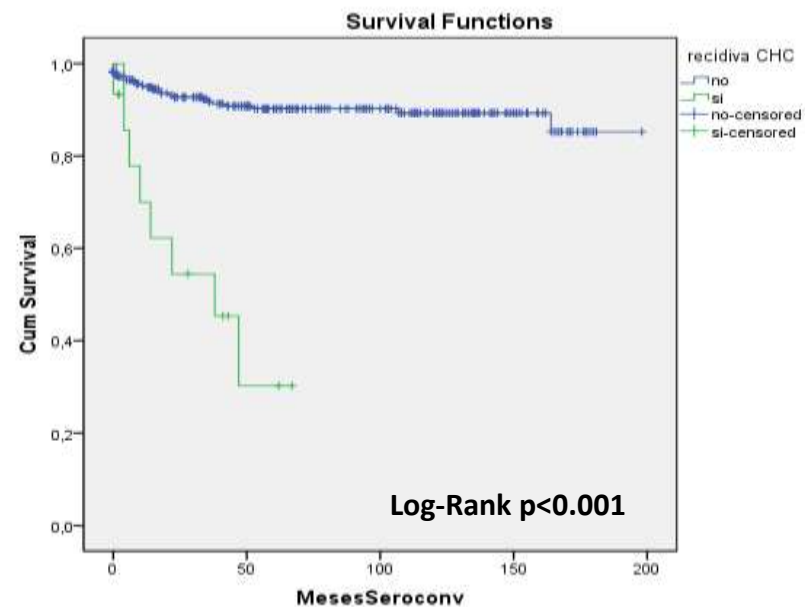 Survival Functions
recidiva CHC
no
si
no-censored
si-censored
Cum Survival
1,0
0,8
0,6
0,4
0,2
0,0
Log-Rank p<0.001
0 50 100 150 200
MesesSeroconv